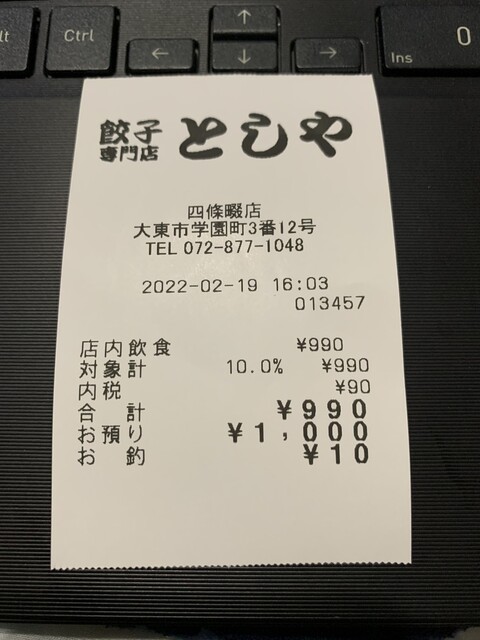 lt
Ctrl
↑
←
↓
→
Ins
0
餃子
専門店
としや
四條畷店
大東市学園町3番12号
TEL 072-877-1048
2022-02-19 16:03
013457
店内飲食 ¥990
対象計 10.0% ¥990
内税 ¥90
合 計 ¥990
お預り ¥1,000
お 釣 ¥10